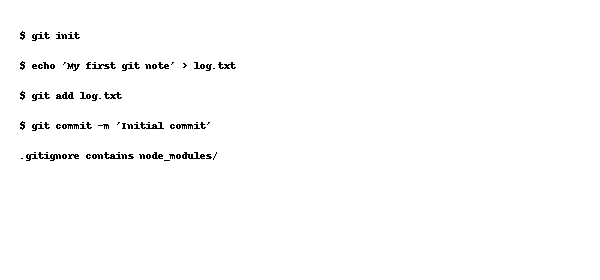 $ git init
$ echo 'My first git note' > log.txt
$ git add log.txt
$ git commit -m 'Initial commit'
.gitignore contains node_modules/